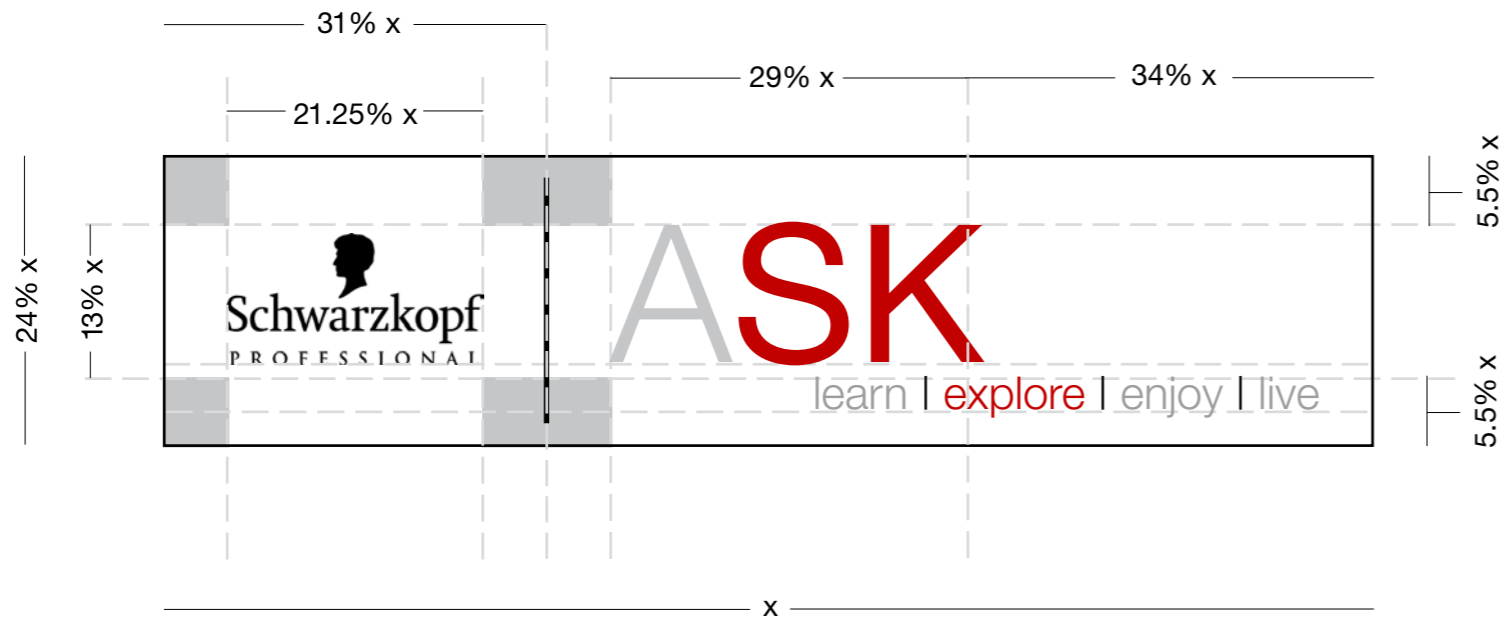 31% x
29% x
34% x
21.25% x
5.5% x
24% x
13% x
ASK
Schwarzkopf
PROFESSIONAL
learn | explore | enjoy | live
5.5% x
x